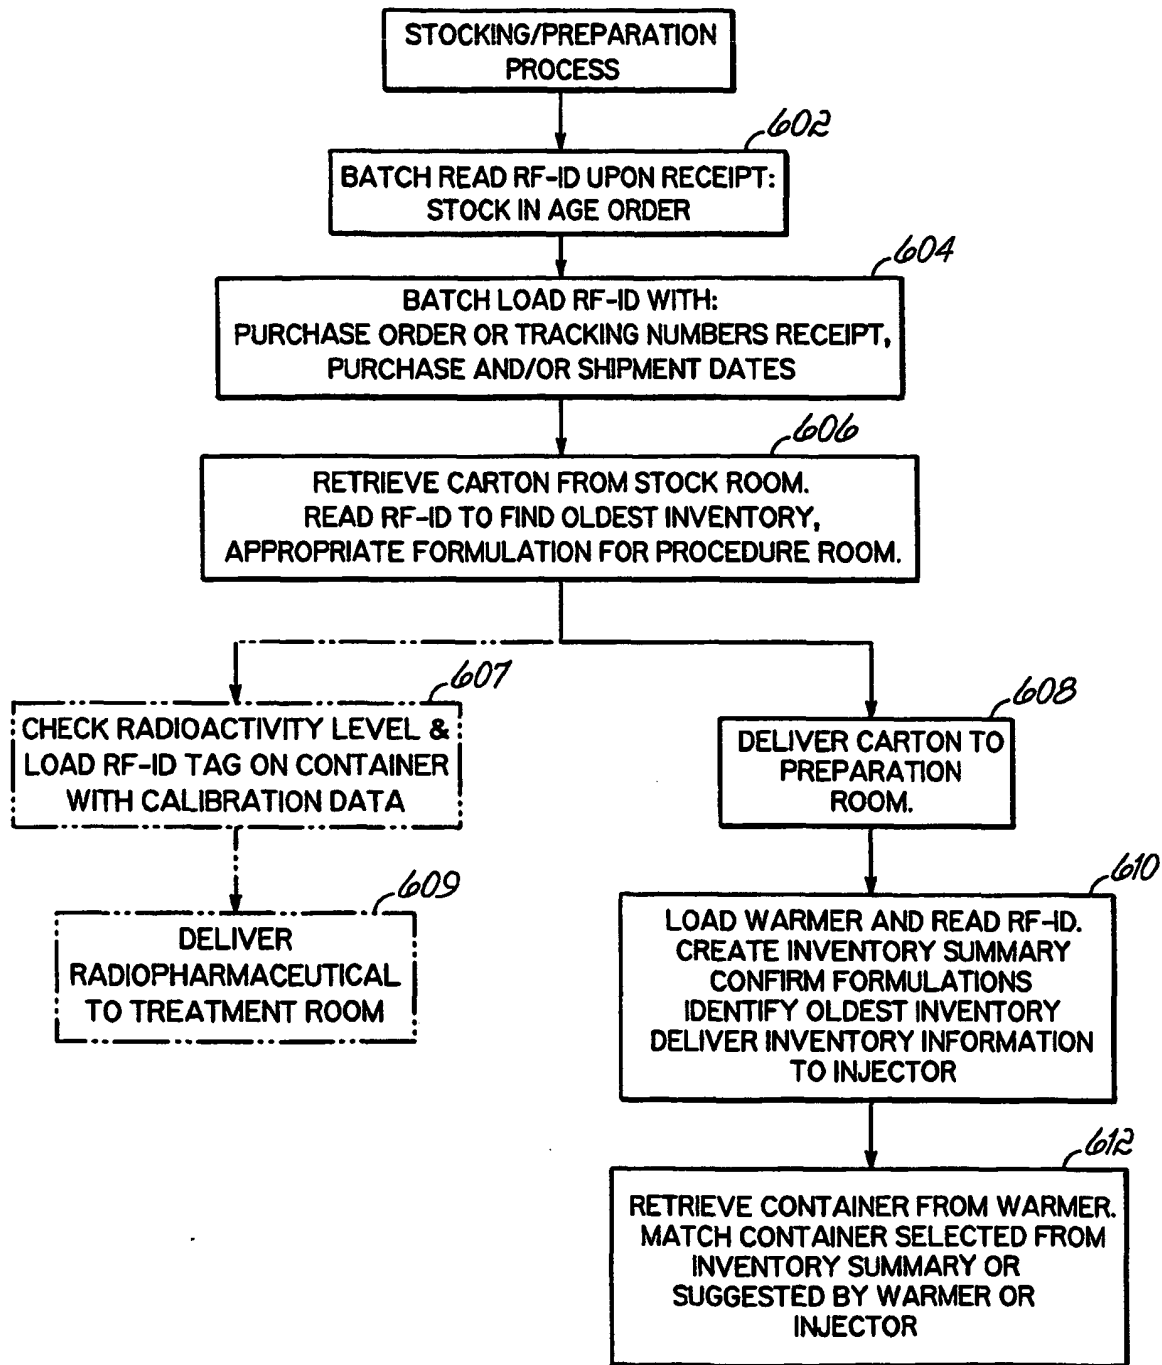 STOCKING/PREPARATION
PROCESS
602
BATCH READ RF-ID UPON RECEIPT:
STOCK IN AGE ORDER
604
BATCH LOAD RF-ID WITH:
PURCHASE ORDER OR TRACKING NUMBERS RECEIPT,
PURCHASE AND/OR SHIPMENT DATES
606
RETRIEVE CARTON FROM STOCK ROOM.
READ RF-ID TO FIND OLDEST INVENTORY,
APPROPRIATE FORMULATION FOR PROCEDURE ROOM.
607
CHECK RADIOACTIVITY LEVEL &
LOAD RF-ID TAG ON CONTAINER
WITH CALIBRATION DATA
608
DELIVER CARTON TO
PREPARATION
ROOM.
609
DELIVER
RADIOPHARMACEUTICAL
TO TREATMENT ROOM
610
LOAD WARMER AND READ RF-ID.
CREATE INVENTORY SUMMARY
CONFIRM FORMULATIONS
IDENTIFY OLDEST INVENTORY
DELIVER INVENTORY INFORMATION
TO INJECTOR
612
RETRIEVE CONTAINER FROM WARMER.
MATCH CONTAINER SELECTED FROM
INVENTORY SUMMARY OR
SUGGESTED BY WARMER OR
INJECTOR